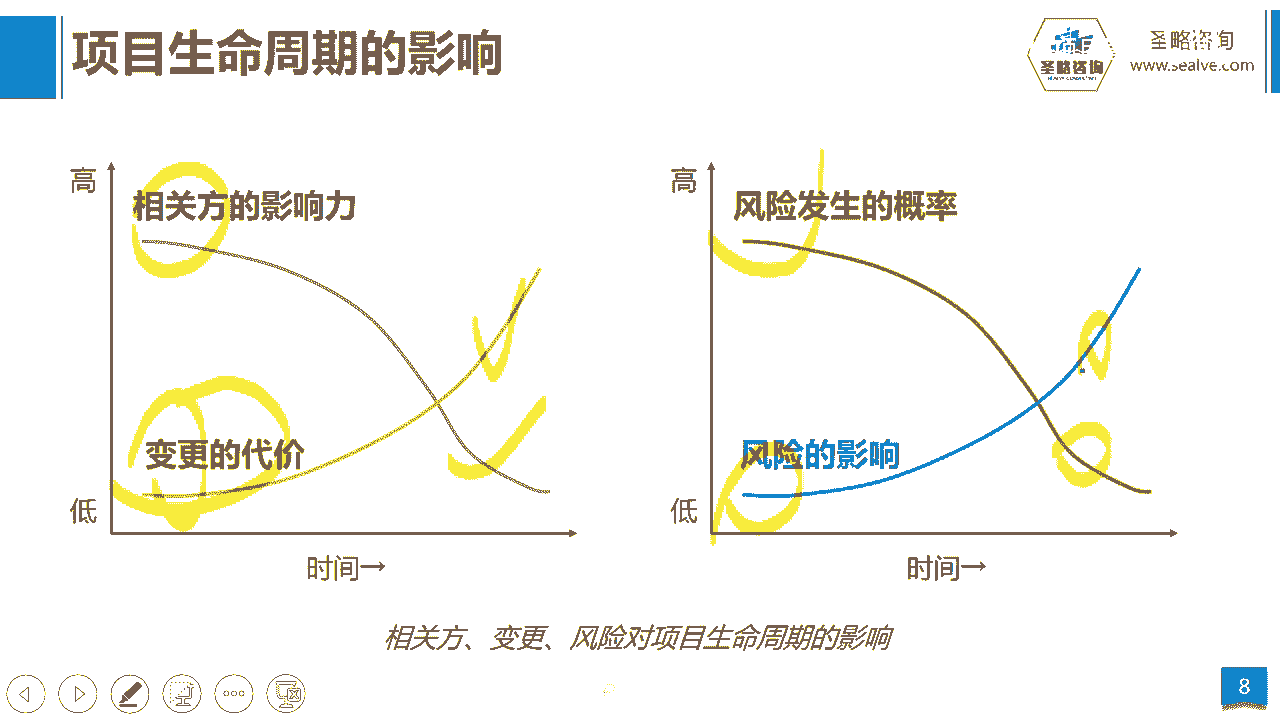 项目生命周期的影响
圣略咨询
圣略咨询
www.sealve.com
高
相关方的影响力
变更的代价
低
时间→
高
风险发生的概率
风险的影响
低
时间→
相关方、变更、风险对项目生命周期的影响
8